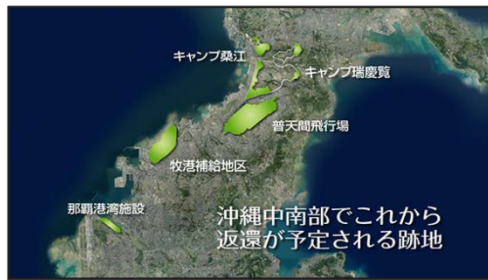 キャンプ桑江
キャンプ瑞慶覧
普天間飛行場
牧港補給地区
那覇港湾施設
沖縄中南部でこれから
返還が予定される跡地